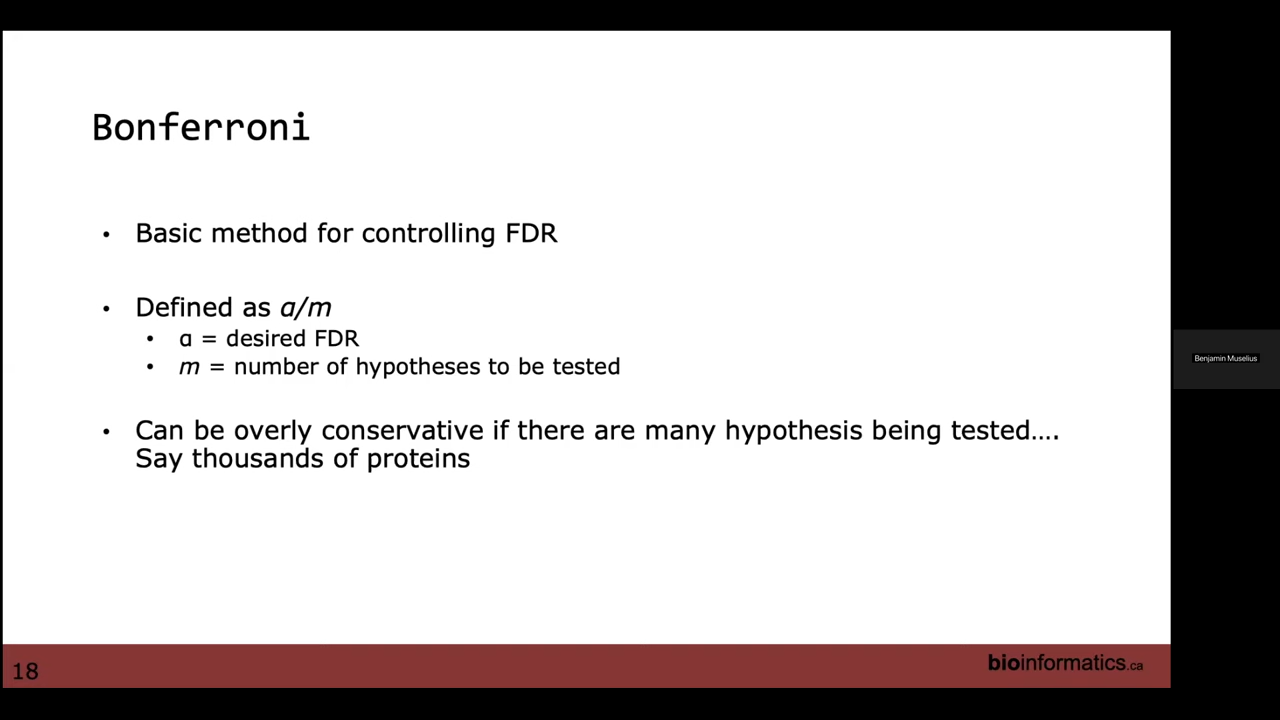 Bonferroni
• Basic method for controlling FDR
• Defined as a/m
• ɑ = desired FDR
• m = number of hypotheses to be tested
• Can be overly conservative if there are many hypothesis being tested….
Say thousands of proteins
Benjamin Muselius
18
bioinformatics.ca